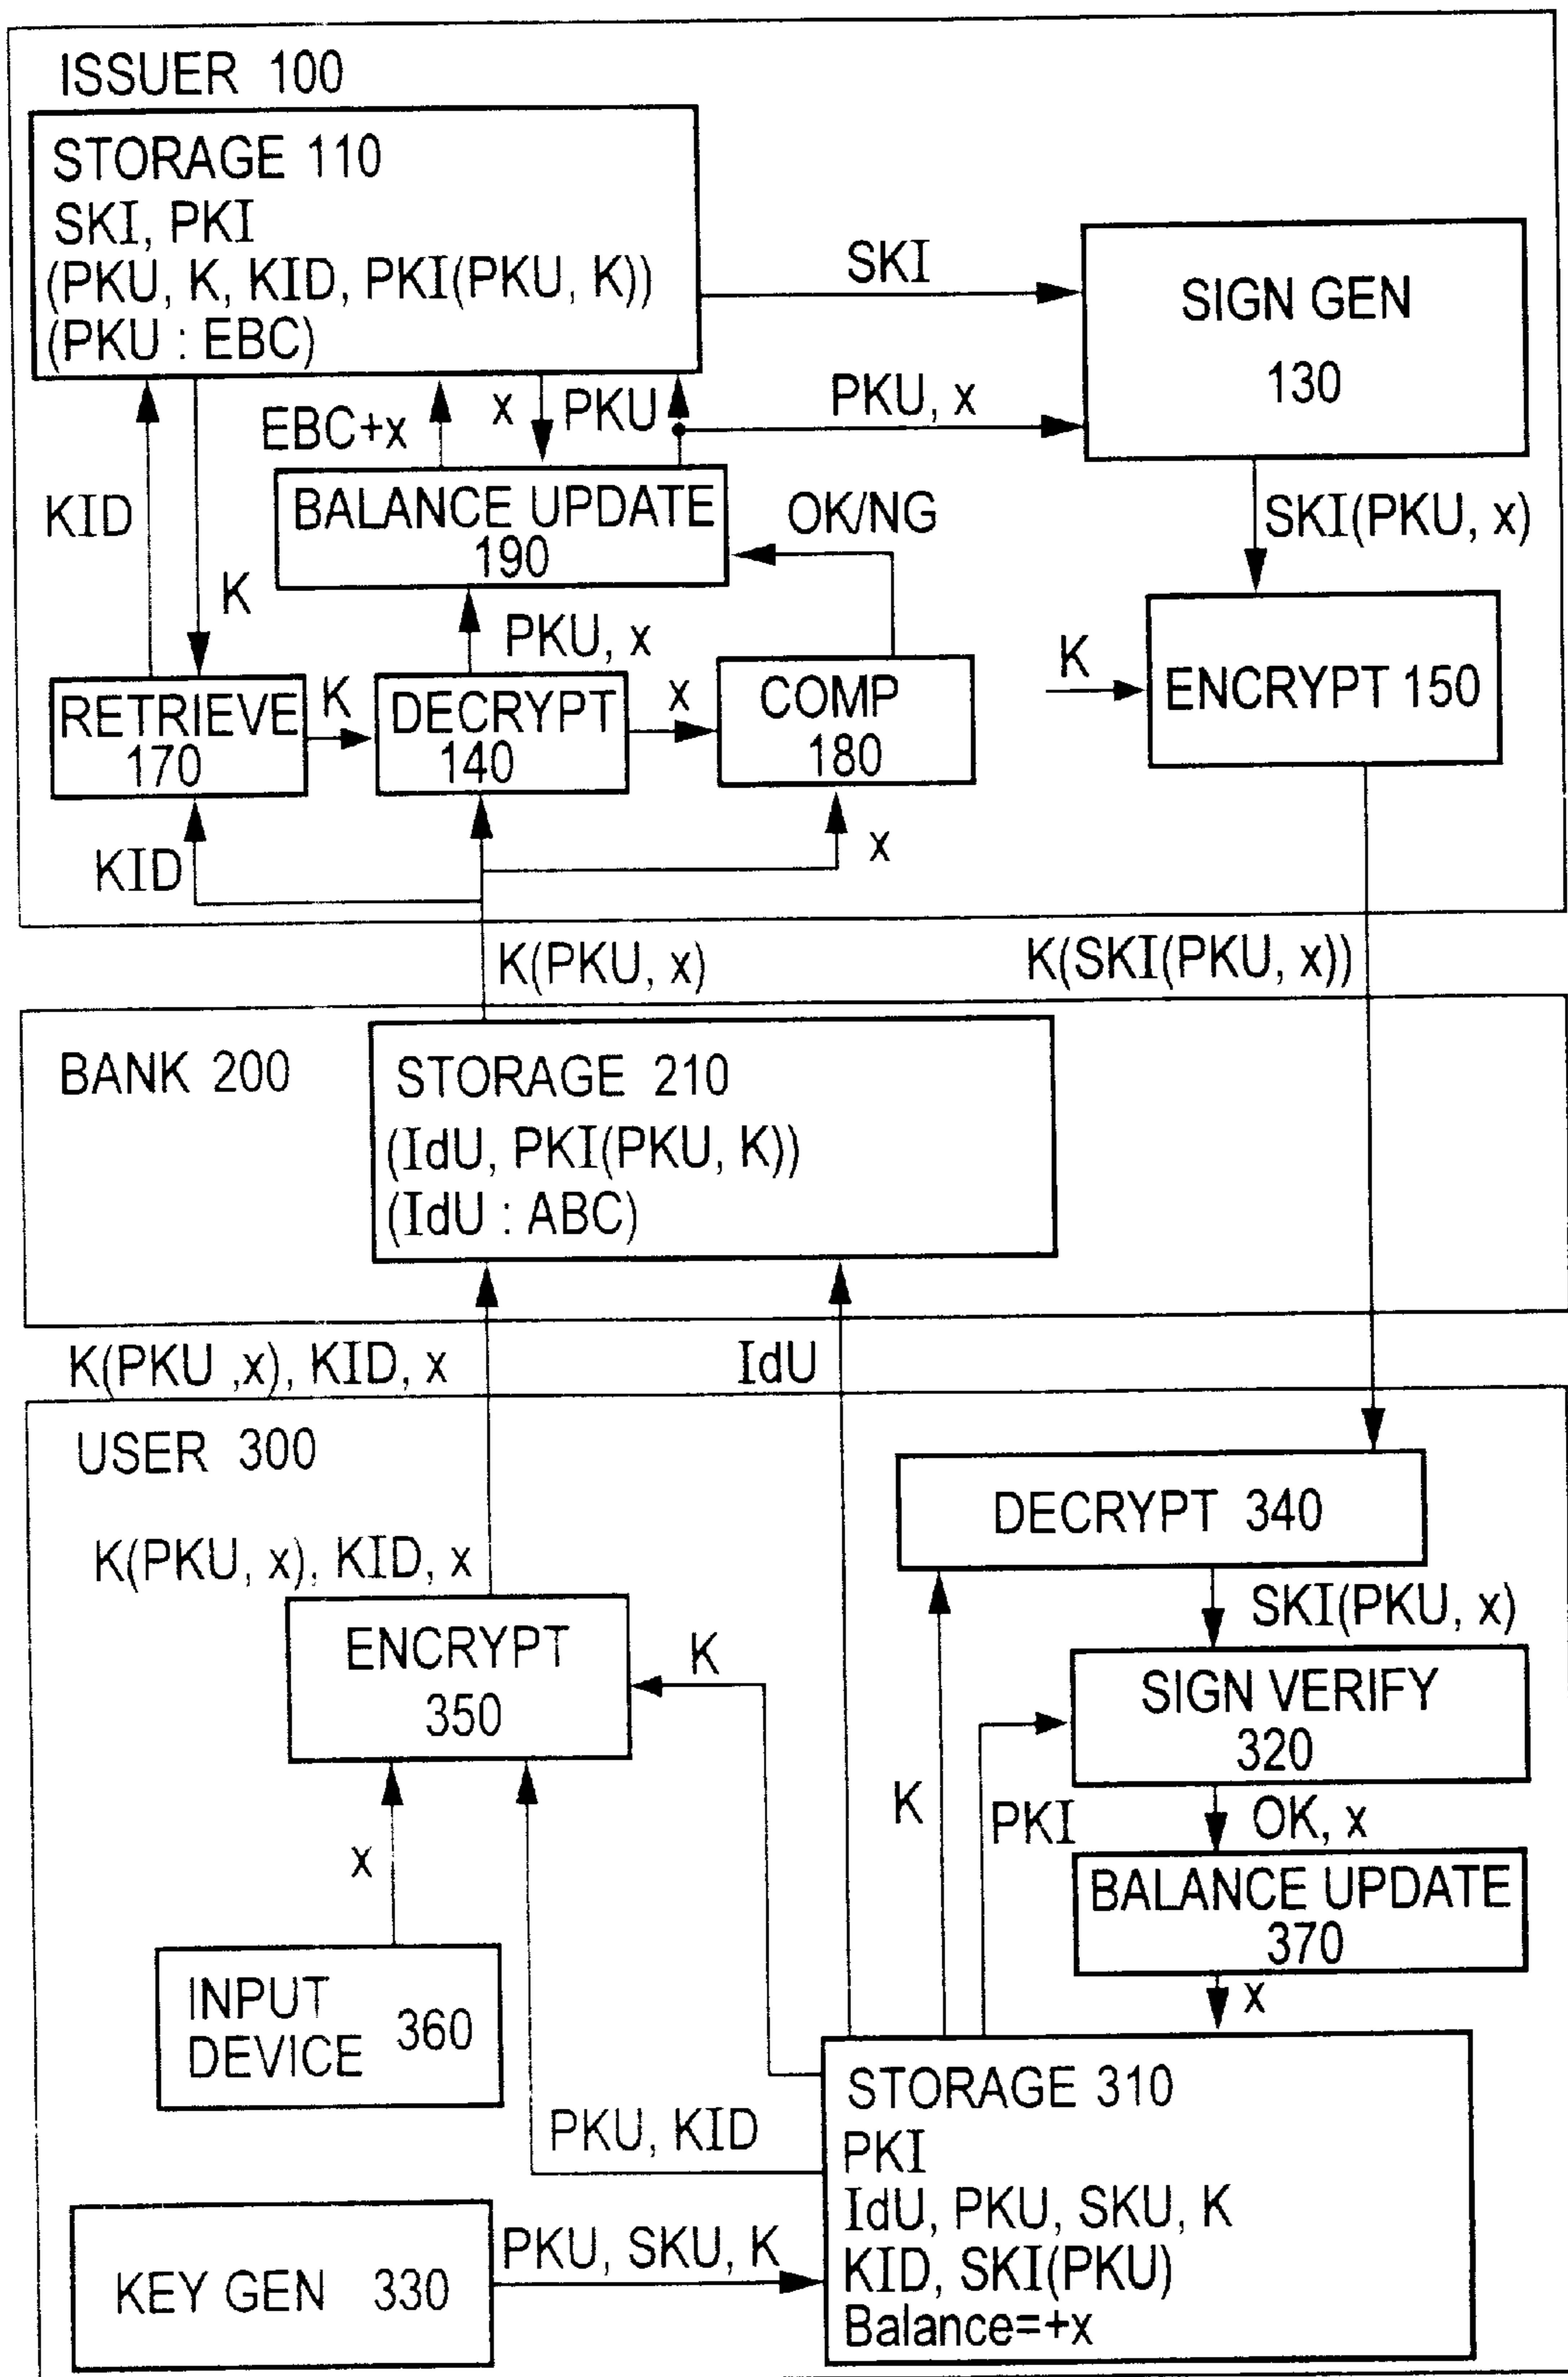 ISSUER 100
STORAGE 110
SKI, PKI
(PKU, K, KID, PKI(PKU, K))
(PKU : EBC)
SKI
SIGN GEN
130
EBC+x
x
PKU
PKU, x
KID
BALANCE UPDATE
190
OK/NG
SKI(PKU, x)
K
PKU, x
RETRIEVE
170
K
DECRYPT
140
x
COMP
180
K
ENCRYPT 150
KID
x
K(PKU, x)
K(SKI(PKU, x))
BANK 200
STORAGE 210
(IdU, PKI(PKU, K))
(IdU : ABC)
K(PKU ,x), KID, x
IdU
USER 300
DECRYPT 340
K(PKU, x), KID, x
SKI(PKU, x)
ENCRYPT
350
K
SIGN VERIFY
320
K
PKI
OK, x
x
BALANCE UPDATE
370
INPUT
DEVICE 360
x
STORAGE 310
PKU, KID
PKI
IdU, PKU, SKU, K
KEY GEN 330
PKU, SKU, K
KID, SKI(PKU)
Balance=+x